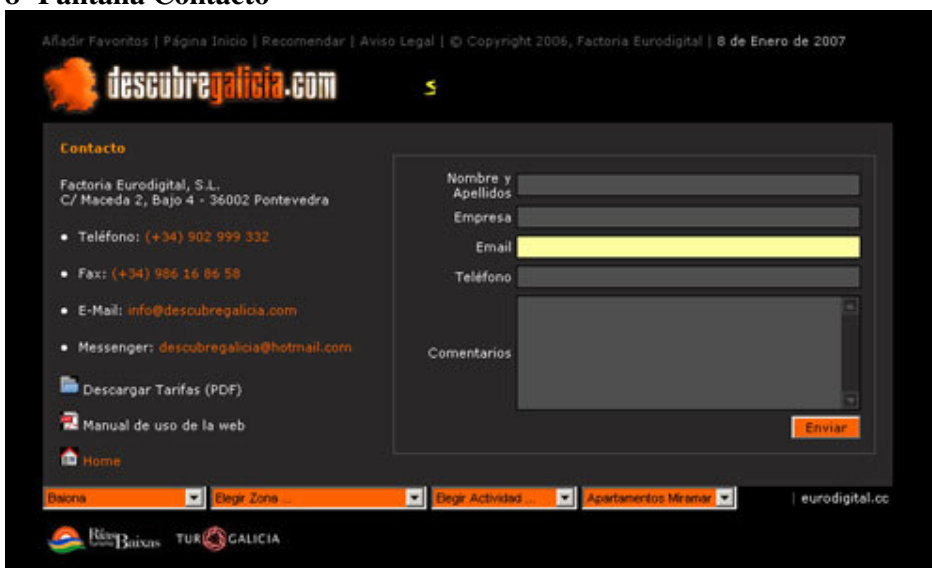 8- Pantalla Contacto
Añadir Favoritos | Página Inicio | Recomendar | Aviso Legal | © Copyright 2006, Factoria Eurodigital | 8 de Enero de 2007
descubregalicia.com
s
Contacto
Factoria Eurodigital, S.L.
C/ Maceda 2, Bajo 4 - 36002 Pontevedra
• Teléfono: (+34) 902 999 332
• Fax: (+34) 986 16 86 58
• E-Mail: info@descubregalicia.com
• Messenger: descubregalicia@hotmail.com
Descargar Tarifas (PDF)
Manual de uso de la web
Home
Nombre y
Apellidos
Empresa
Email
Teléfono
Comentarios
Enviar
Baiona
Elegir Zona ...
Elegir Actividad ...
Apartamentos Miramar
| eurodigital.cc
Rías Baixas
TURGALICIA